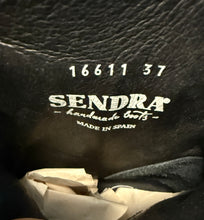 16611 37
SENDRA®
-handmade boots-
MADE IN SPAIN